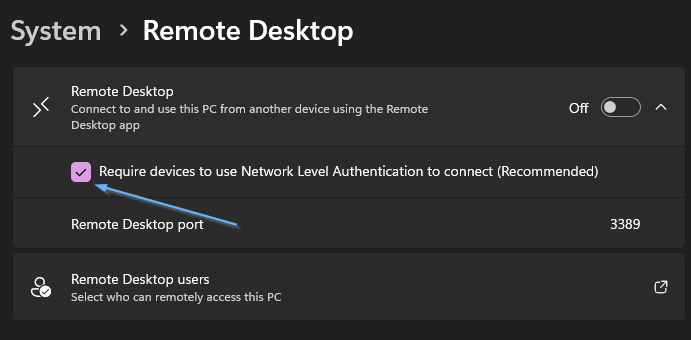 System > Remote Desktop
Remote Desktop
Connect to and use this PC from another device using the Remote
Desktop app
Off
Require devices to use Network Level Authentication to connect (Recommended)
Remote Desktop port
3389
Remote Desktop users
Select who can remotely access this PC